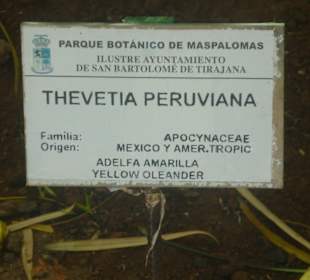 PARQUE BOTÁNICO DE MASPALOMAS
ILUSTRE AYUNTAMIENTO
DE SAN BARTOLOMÉ DE TIRAJANA
THEVETIA PERUVIANA
Familia: APOCYNACEAE
Origen: MEXICO Y AMER.TROPIC
ADELFA AMARILLA
YELLOW OLEANDER